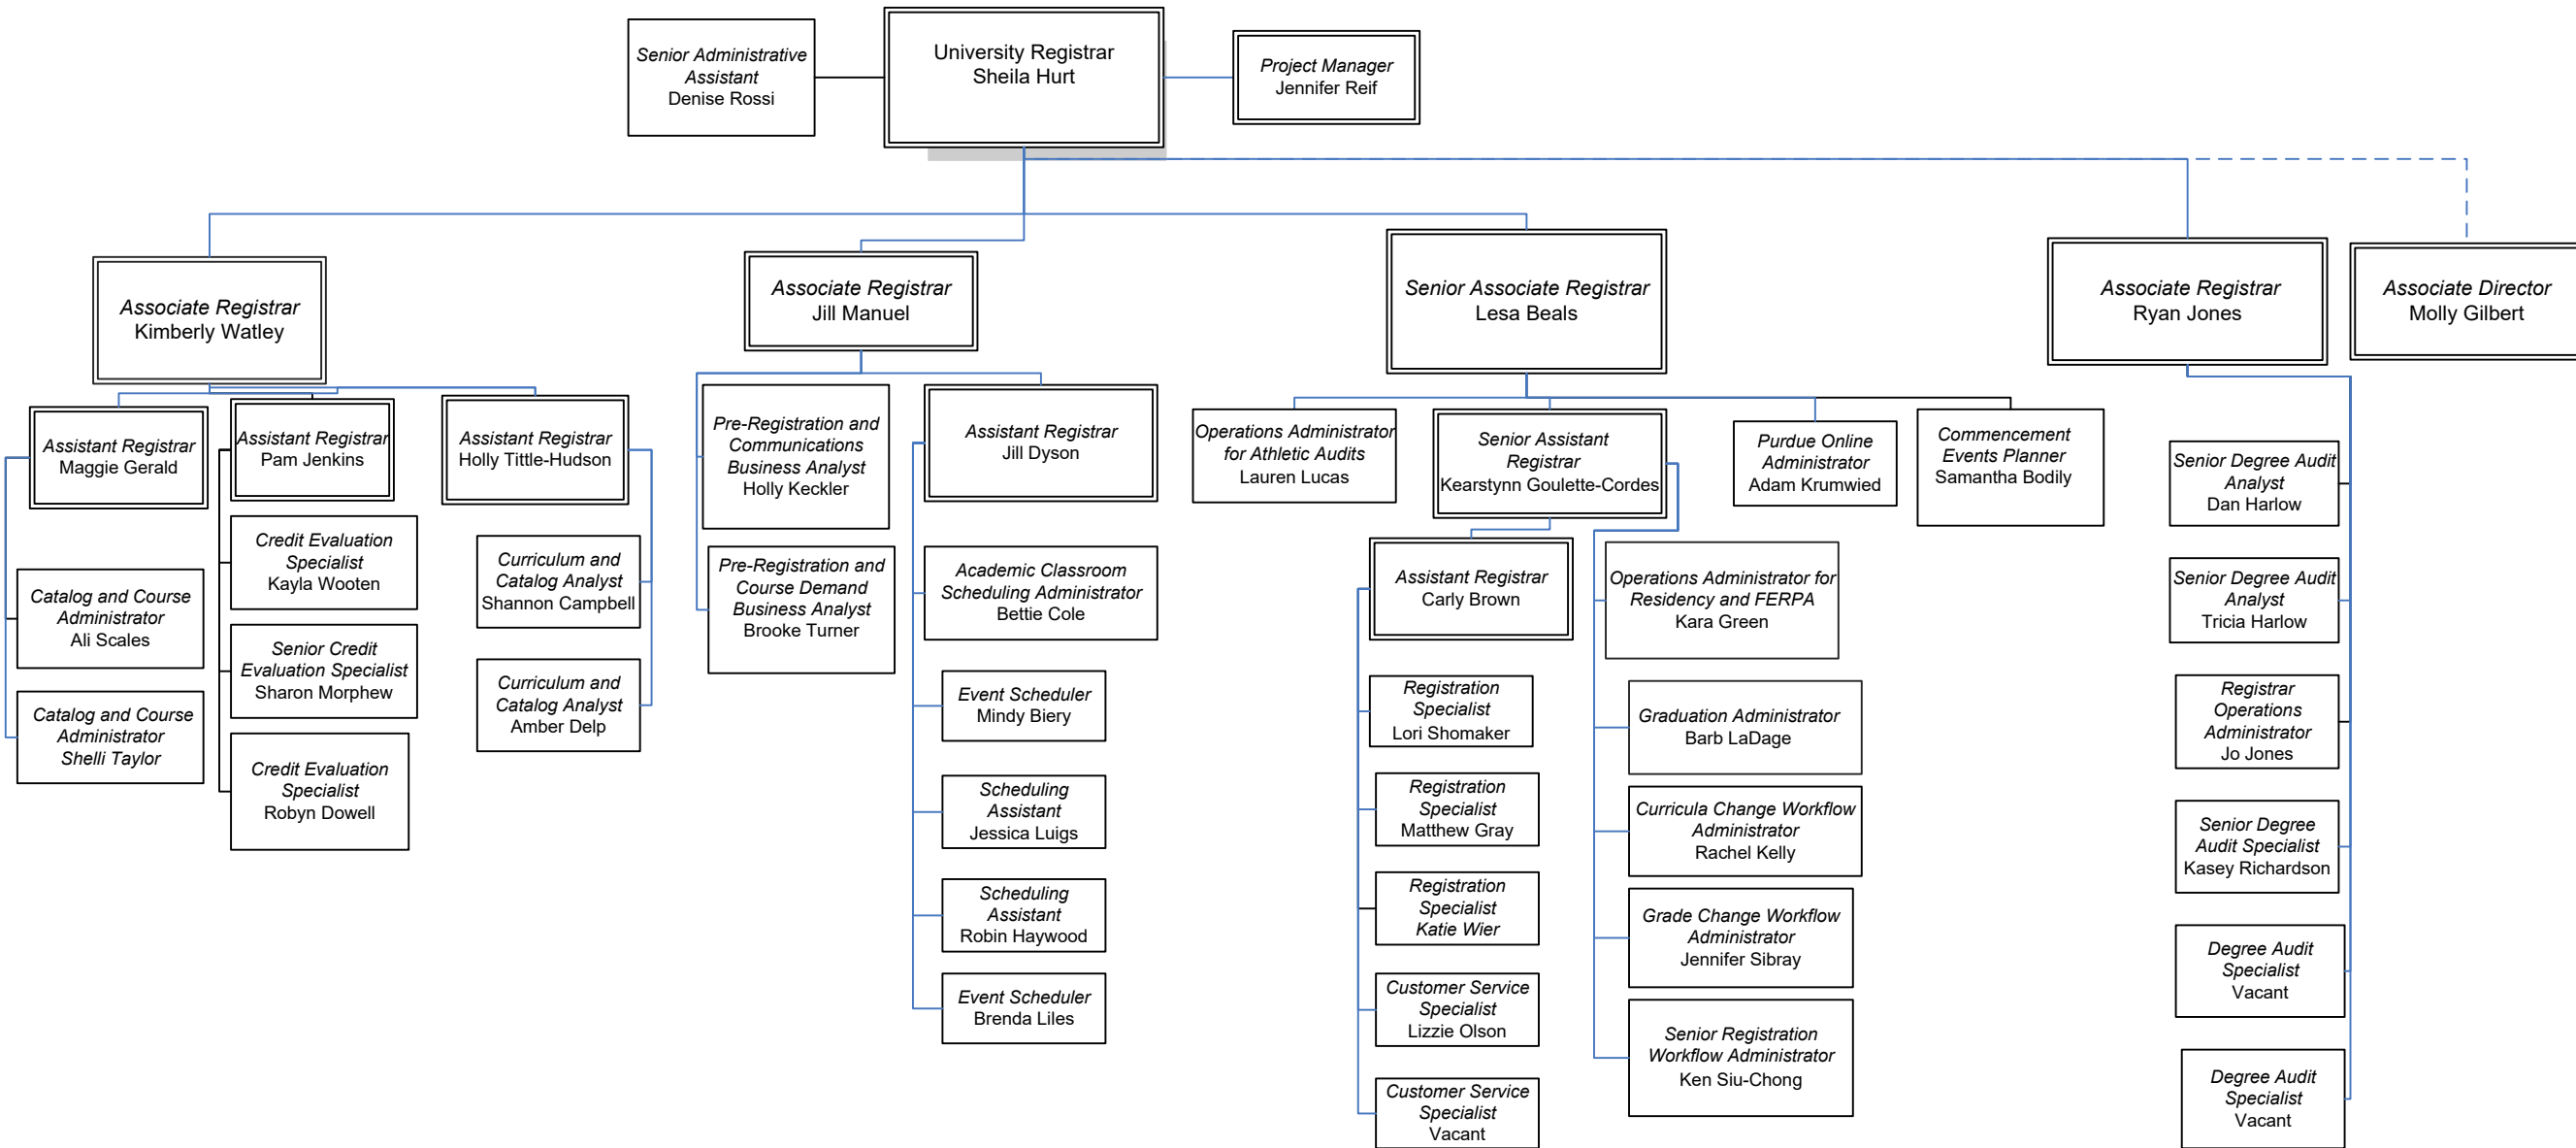 Senior Administrative
Assistant
Denise Rossi
University Registrar
Sheila Hurt
Project Manager
Jennifer Reif
Associate Registrar
Kimberly Watley
Associate Registrar
Jill Manuel
Senior Associate Registrar
Lesa Beals
Associate Registrar
Ryan Jones
Associate Director
Molly Gilbert
Assistant Registrar
Maggie Gerald
Catalog and Course
Administrator
Ali Scales
Catalog and Course
Administrator
Shelli Taylor
Assistant Registrar
Pam Jenkins
Credit Evaluation
Specialist
Kayla Wooten
Senior Credit
Evaluation Specialist
Sharon Morphew
Credit Evaluation
Specialist
Robyn Dowell
Assistant Registrar
Holly Tittle-Hudson
Curriculum and
Catalog Analyst
Shannon Campbell
Curriculum and
Catalog Analyst
Amber Delp
Pre-Registration and
Communications
Business Analyst
Holly Keckler
Pre-Registration and
Course Demand
Business Analyst
Brooke Turner
Assistant Registrar
Jill Dyson
Academic Classroom
Scheduling Administrator
Bettie Cole
Event Scheduler
Mindy Biery
Scheduling
Assistant
Jessica Luigs
Scheduling
Assistant
Robin Haywood
Event Scheduler
Brenda Liles
Operations Administrator
for Athletic Audits
Lauren Lucas
Senior Assistant
Registrar
Kearstynn Goulette-Cordes
Purdue Online
Administrator
Adam Krumwied
Commencement
Events Planner
Samantha Bodily
Assistant Registrar
Carly Brown
Registration
Specialist
Lori Shomaker
Registration
Specialist
Matthew Gray
Registration
Specialist
Katie Wier
Customer Service
Specialist
Lizzie Olson
Customer Service
Specialist
Vacant
Operations Administrator for
Residency and FERPA
Kara Green
Graduation Administrator
Barb LaDage
Curricula Change Workflow
Administrator
Rachel Kelly
Grade Change Workflow
Administrator
Jennifer Sibray
Senior Registration
Workflow Administrator
Ken Siu-Chong
Senior Degree Audit
Analyst
Dan Harlow
Senior Degree Audit
Analyst
Tricia Harlow
Registrar
Operations
Administrator
Jo Jones
Senior Degree
Audit Specialist
Kasey Richardson
Degree Audit
Specialist
Vacant
Degree Audit
Specialist
Vacant